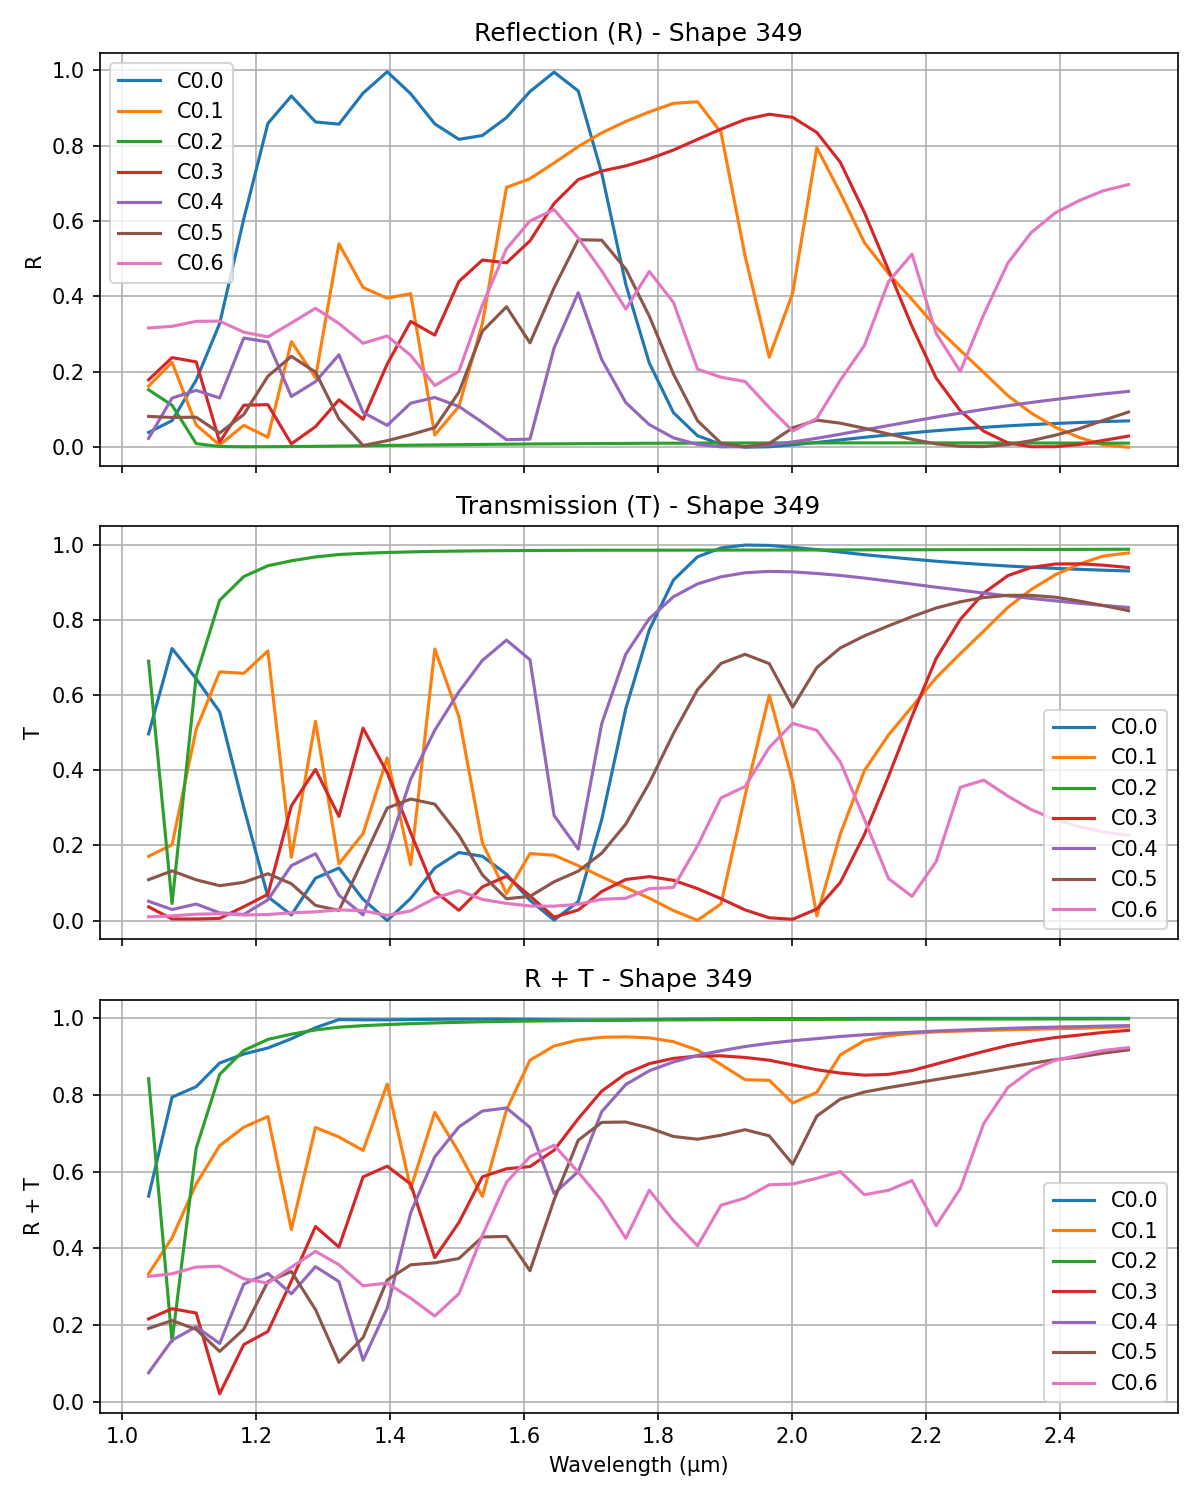 Reflection (R) - Shape 349
1.0
0.8
0.6
0.4
0.2
0.0
R
C0.0
C0.1
C0.2
C0.3
C0.4
C0.5
C0.6
Transmission (T) - Shape 349
1.0
0.8
0.6
0.4
0.2
0.0
T
C0.0
C0.1
C0.2
C0.3
C0.4
C0.5
C0.6
R + T - Shape 349
1.0
0.8
0.6
0.4
0.2
0.0
R + T
C0.0
C0.1
C0.2
C0.3
C0.4
C0.5
C0.6
1.0 1.2 1.4 1.6 1.8 2.0 2.2 2.4
Wavelength (μm)